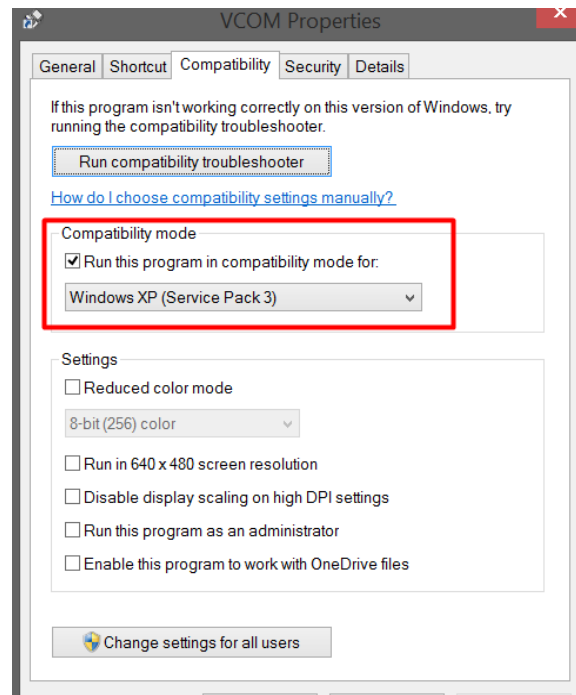 VCOM Properties
General Shortcut Compatibility Security Details
If this program isn't working correctly on this version of Windows, try
running the compatibility troubleshooter.
Run compatibility troubleshooter
How do I choose compatibility settings manually?
Compatibility mode
Run this program in compatibility mode for:
Windows XP (Service Pack 3)
Settings
Reduced color mode
8-bit (256) color
Run in 640 x 480 screen resolution
Disable display scaling on high DPI settings
Run this program as an administrator
Enable this program to work with OneDrive files
Change settings for all users